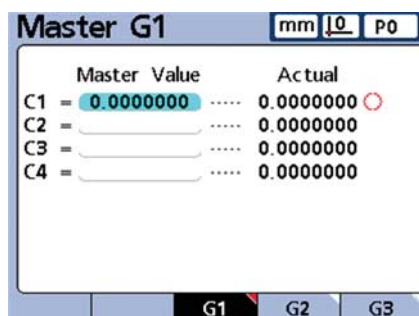 Master G1 mm 0 P0
Master Value Actual
C1 = 0.0000000 ..... 0.0000000
C2 = ..... 0.0000000
C3 = ..... 0.0000000
C4 = ..... 0.0000000
G1 G2 G3